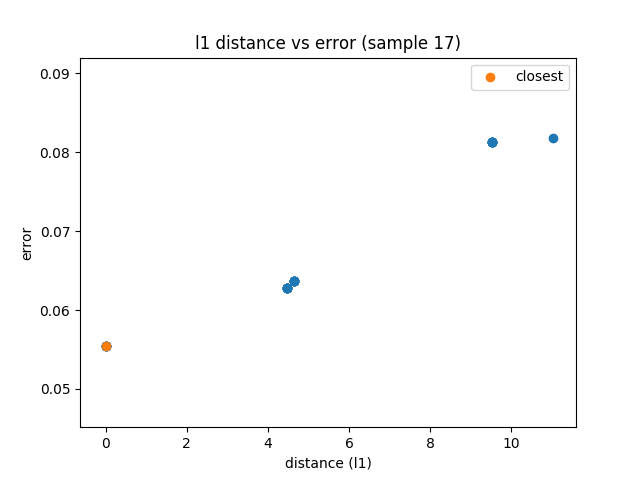 l1 distance vs error (sample 17)
closest
0.09
0.08
0.07
0.06
0.05
error
0 2 4 6 8 10
distance (l1)